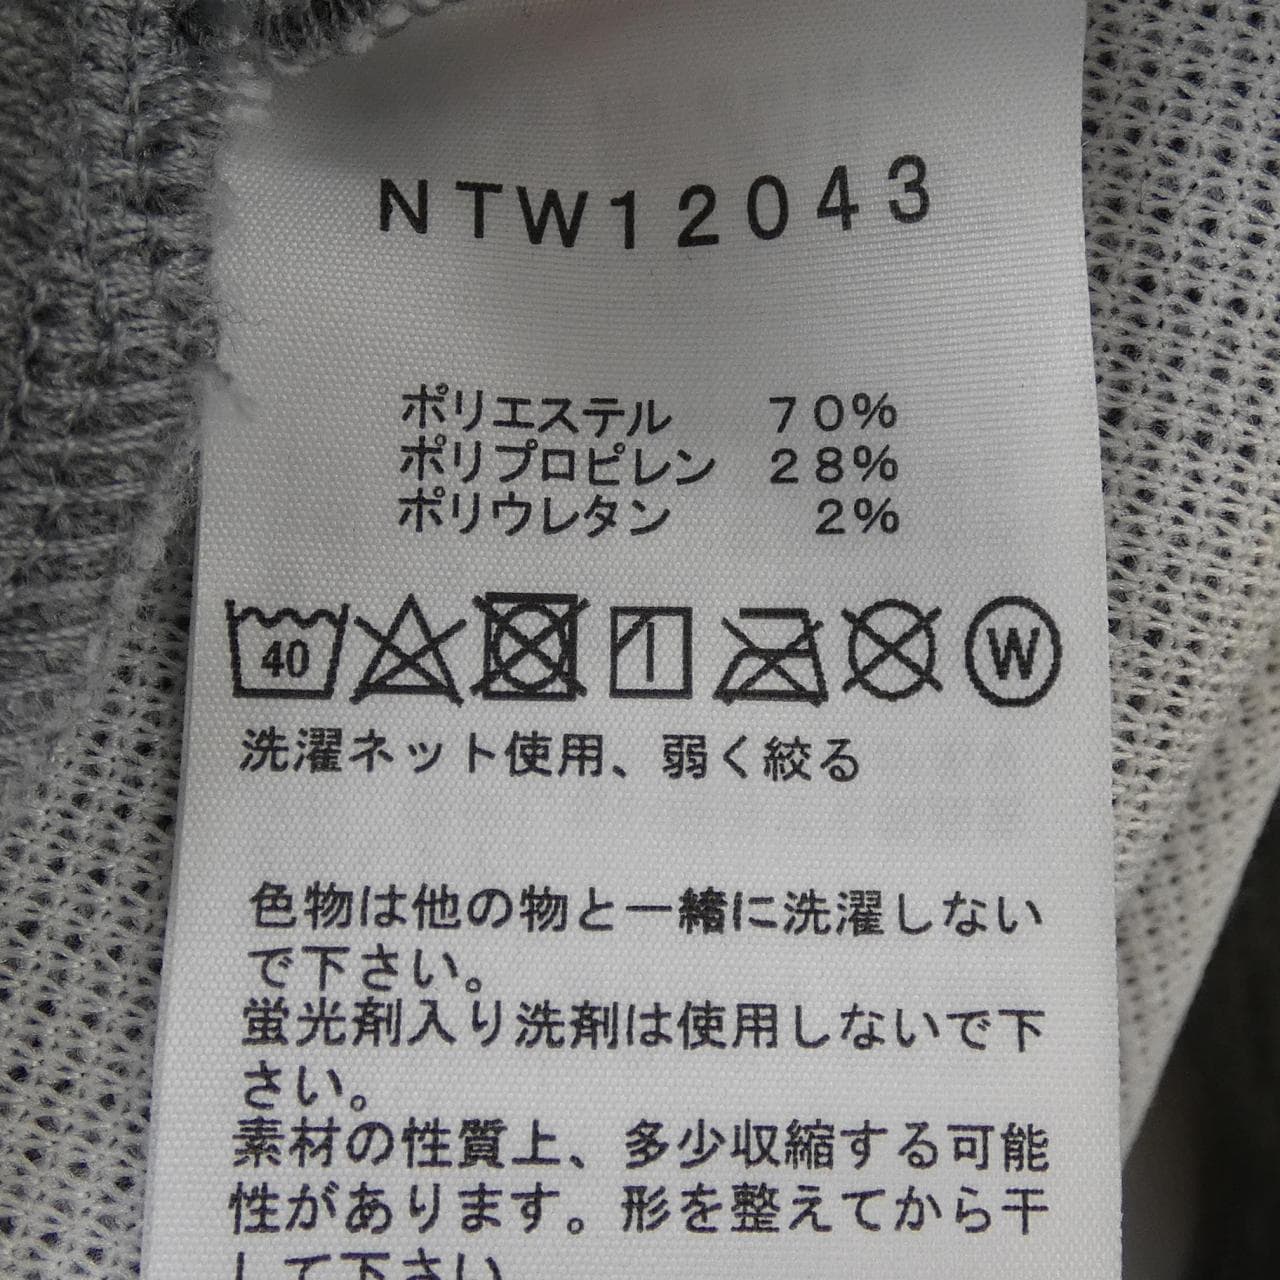 NTW12043
ポリエステル 70%
ポリプロピレン 28%
ポリウレタン 2%
40 W
洗濯ネット使用、弱く絞る
色物は他の物と一緒に洗濯しない
で下さい。
蛍光剤入り洗剤は使用しないで下
さい。
素材の性質上、多少収縮する可能
性があります。形を整えてから干
して下さい。